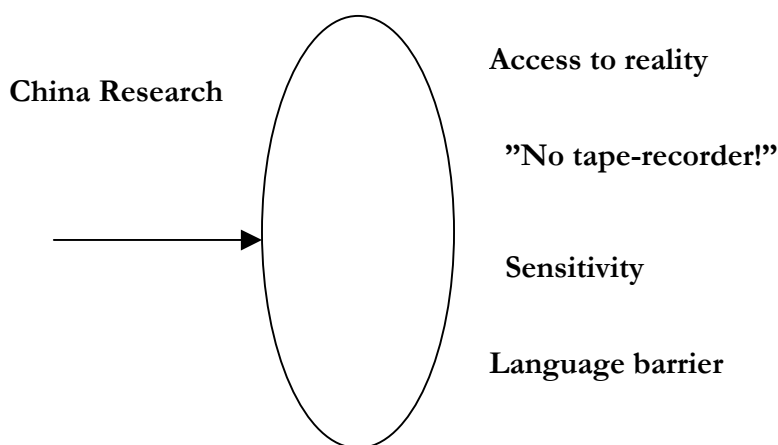 Access to reality
China Research
”No tape-recorder!”
Sensitivity
Language barrier